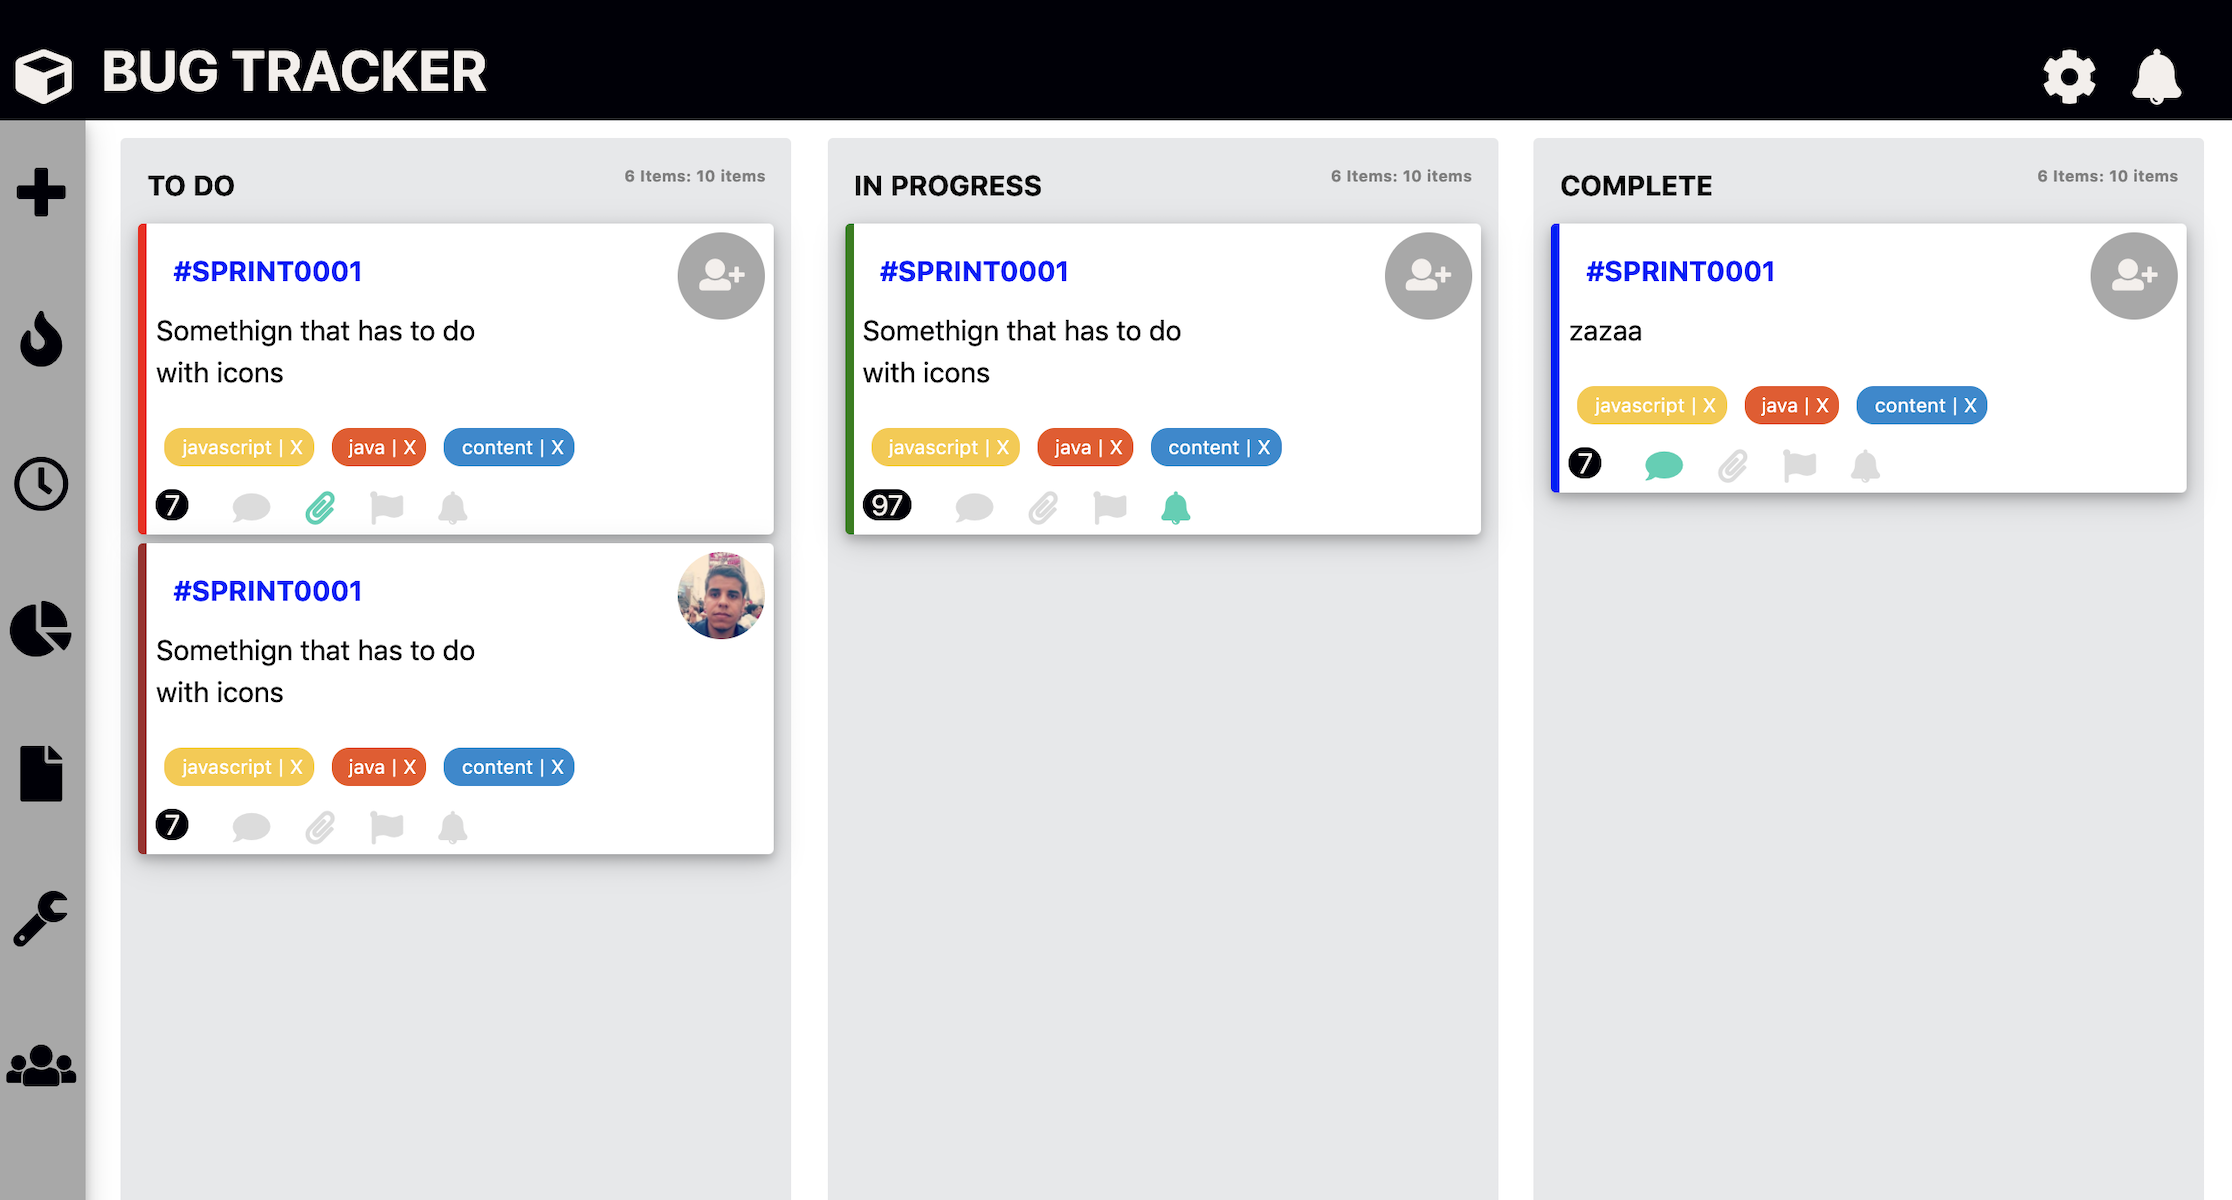 BUG TRACKER
TO DO
6 Items: 10 items
#SPRINT0001
Somethign that has to do
with icons
javascript | X
java | X
content | X
7
#SPRINT0001
Somethign that has to do
with icons
javascript | X
java | X
content | X
7
IN PROGRESS
6 Items: 10 items
#SPRINT0001
Somethign that has to do
with icons
javascript | X
java | X
content | X
97
COMPLETE
6 Items: 10 items
#SPRINT0001
zazaa
javascript | X
java | X
content | X
7